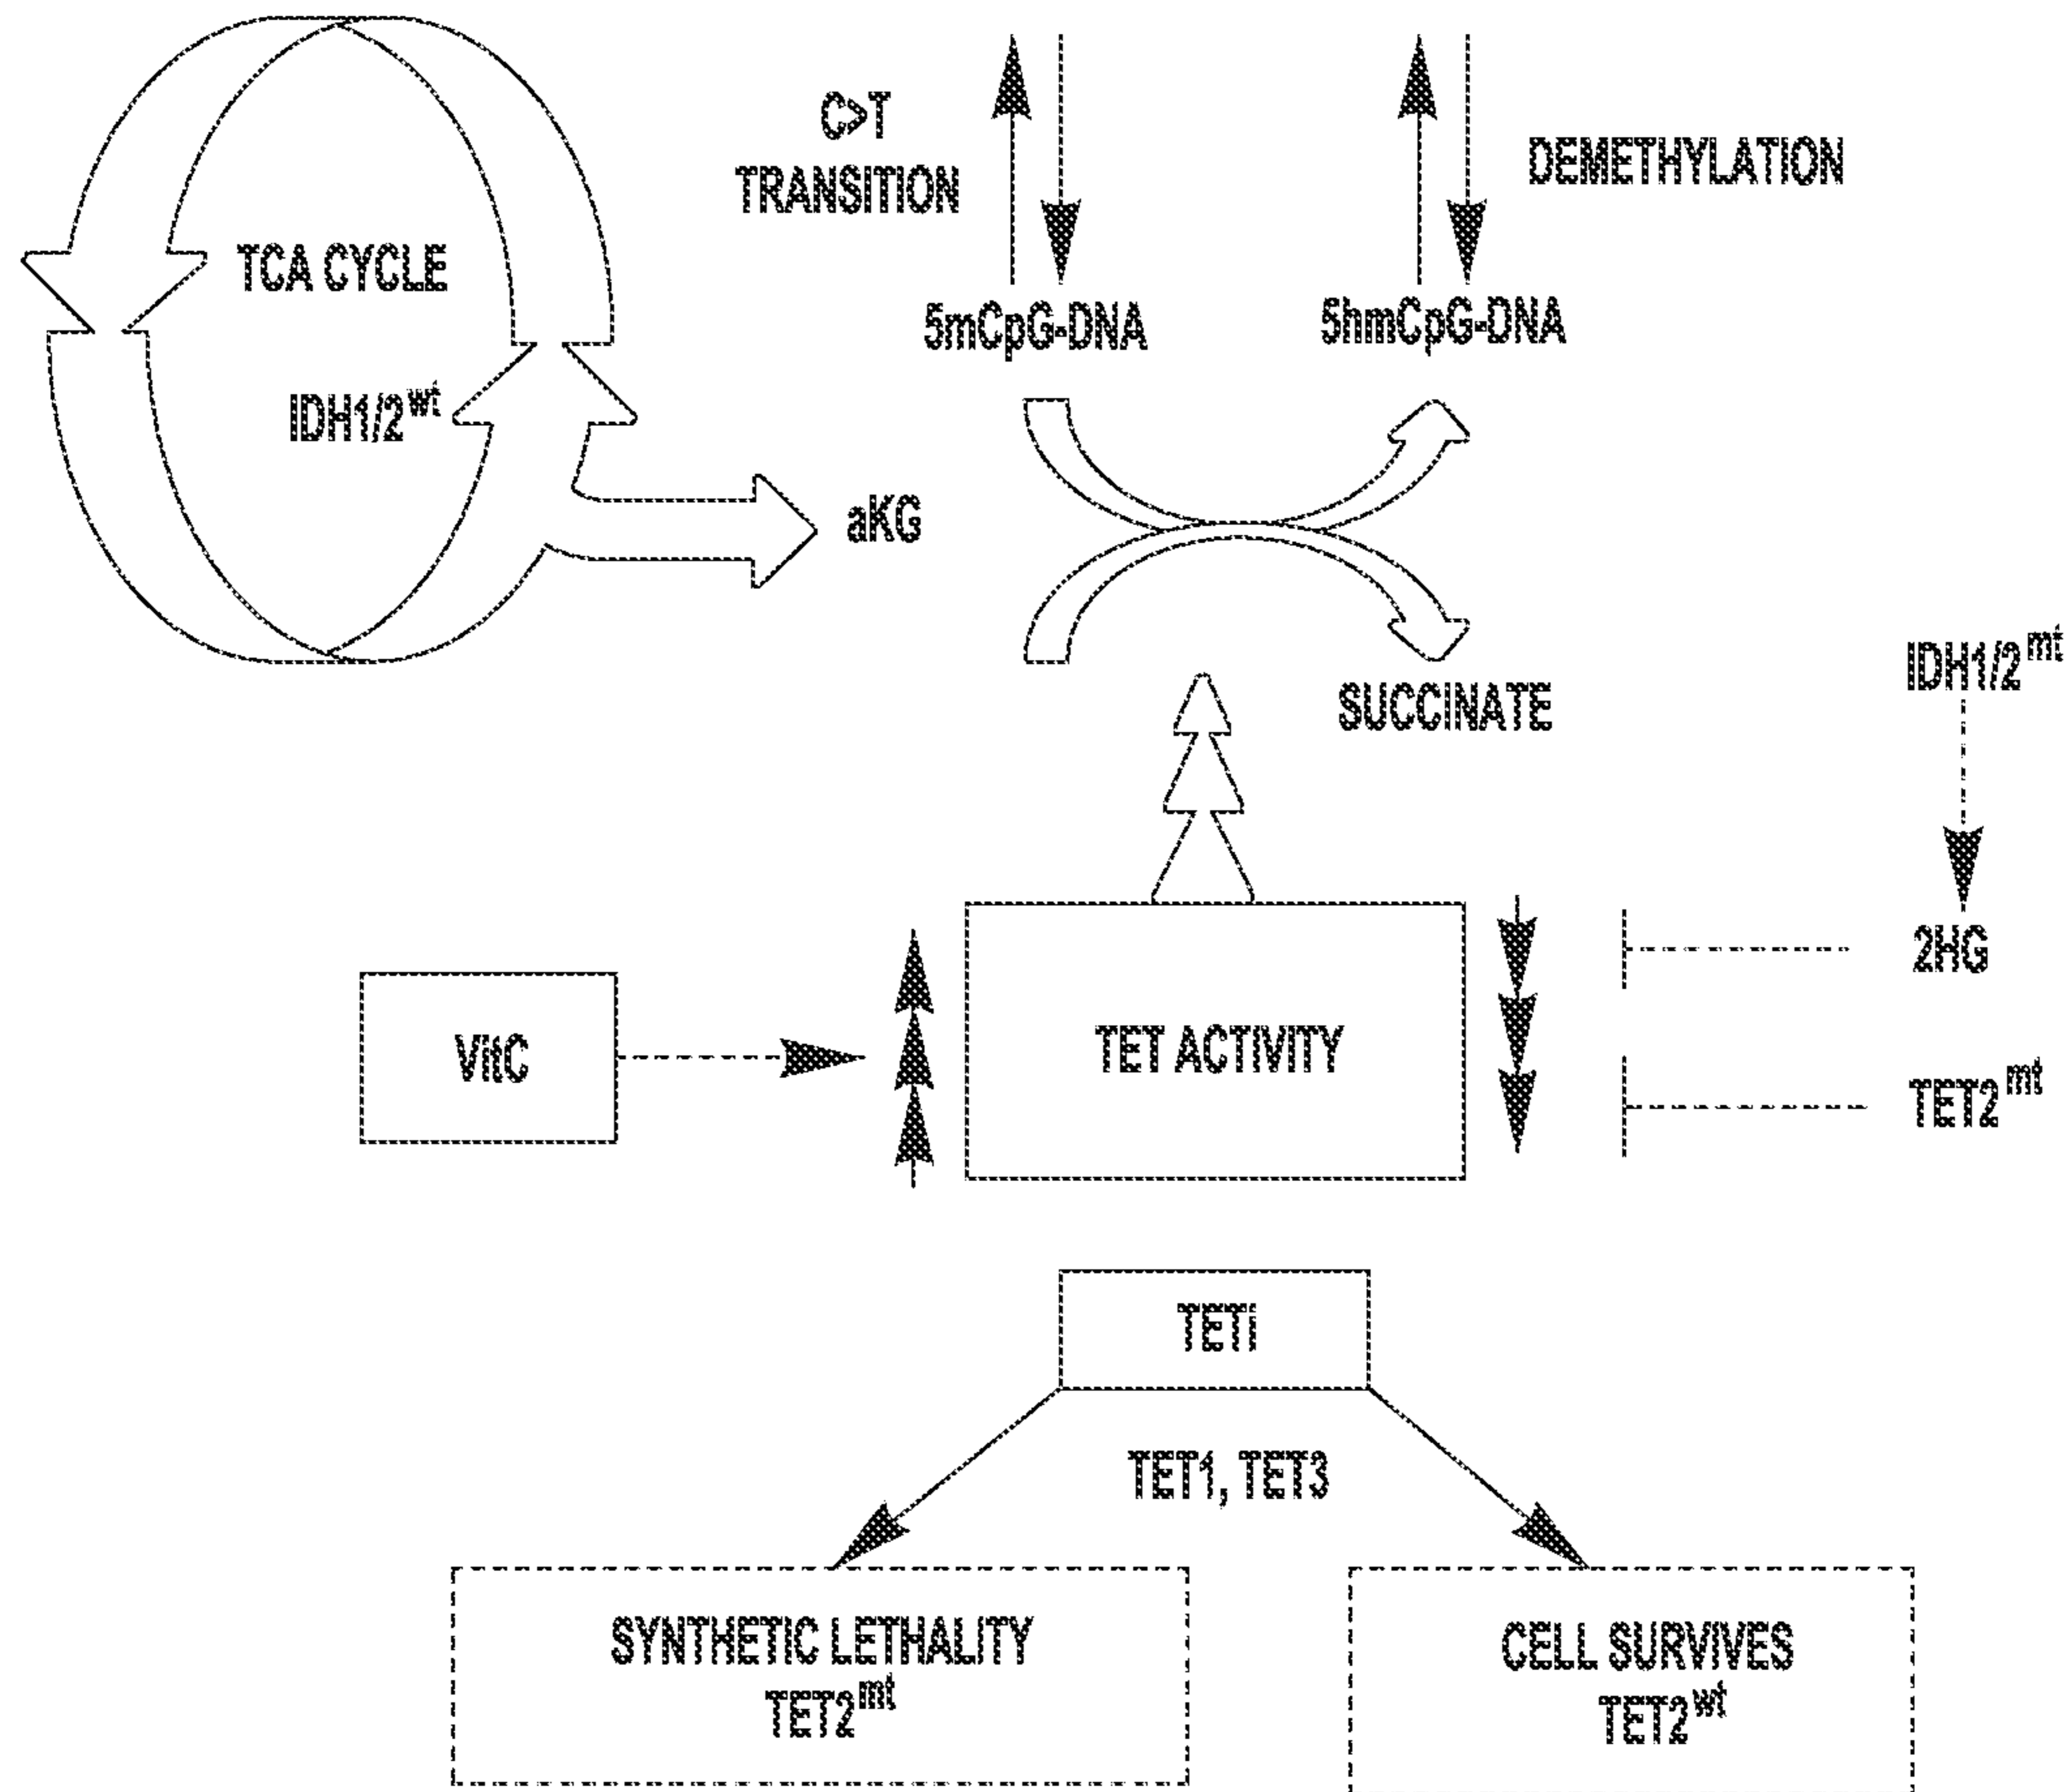 C>T
TRANSITION
DEMETHYLATION
TCA CYCLE
5mCpG-DNA
5hmCpG-DNA
IDH1/2wt
aKG
SUCCINATE
IDH1/2mt
2HG
VitC
TET ACTIVITY
TET2mt
TETi
TET1, TET3
SYNTHETIC LETHALITY
TET2mt
CELL SURVIVES
TET2wt